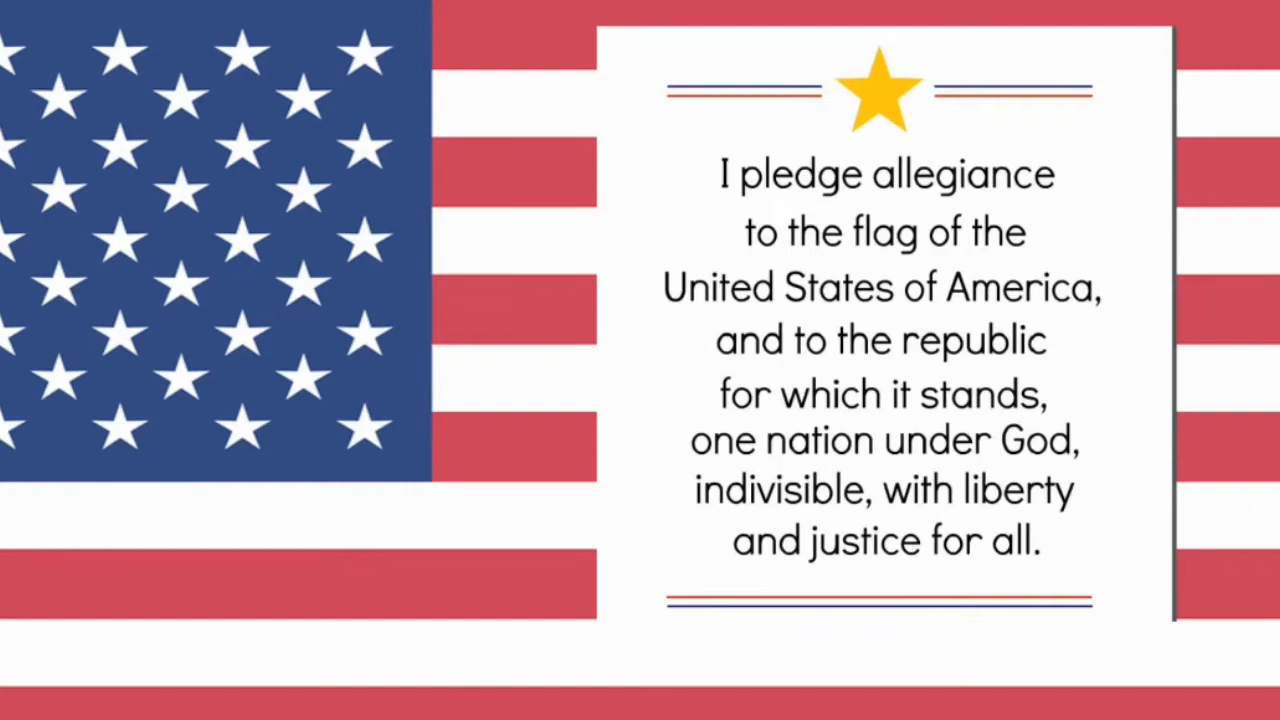 I pledge allegiance
to the flag of the
United States of America,
and to the republic
for which it stands,
one nation under God,
indivisible, with liberty
and justice for all.